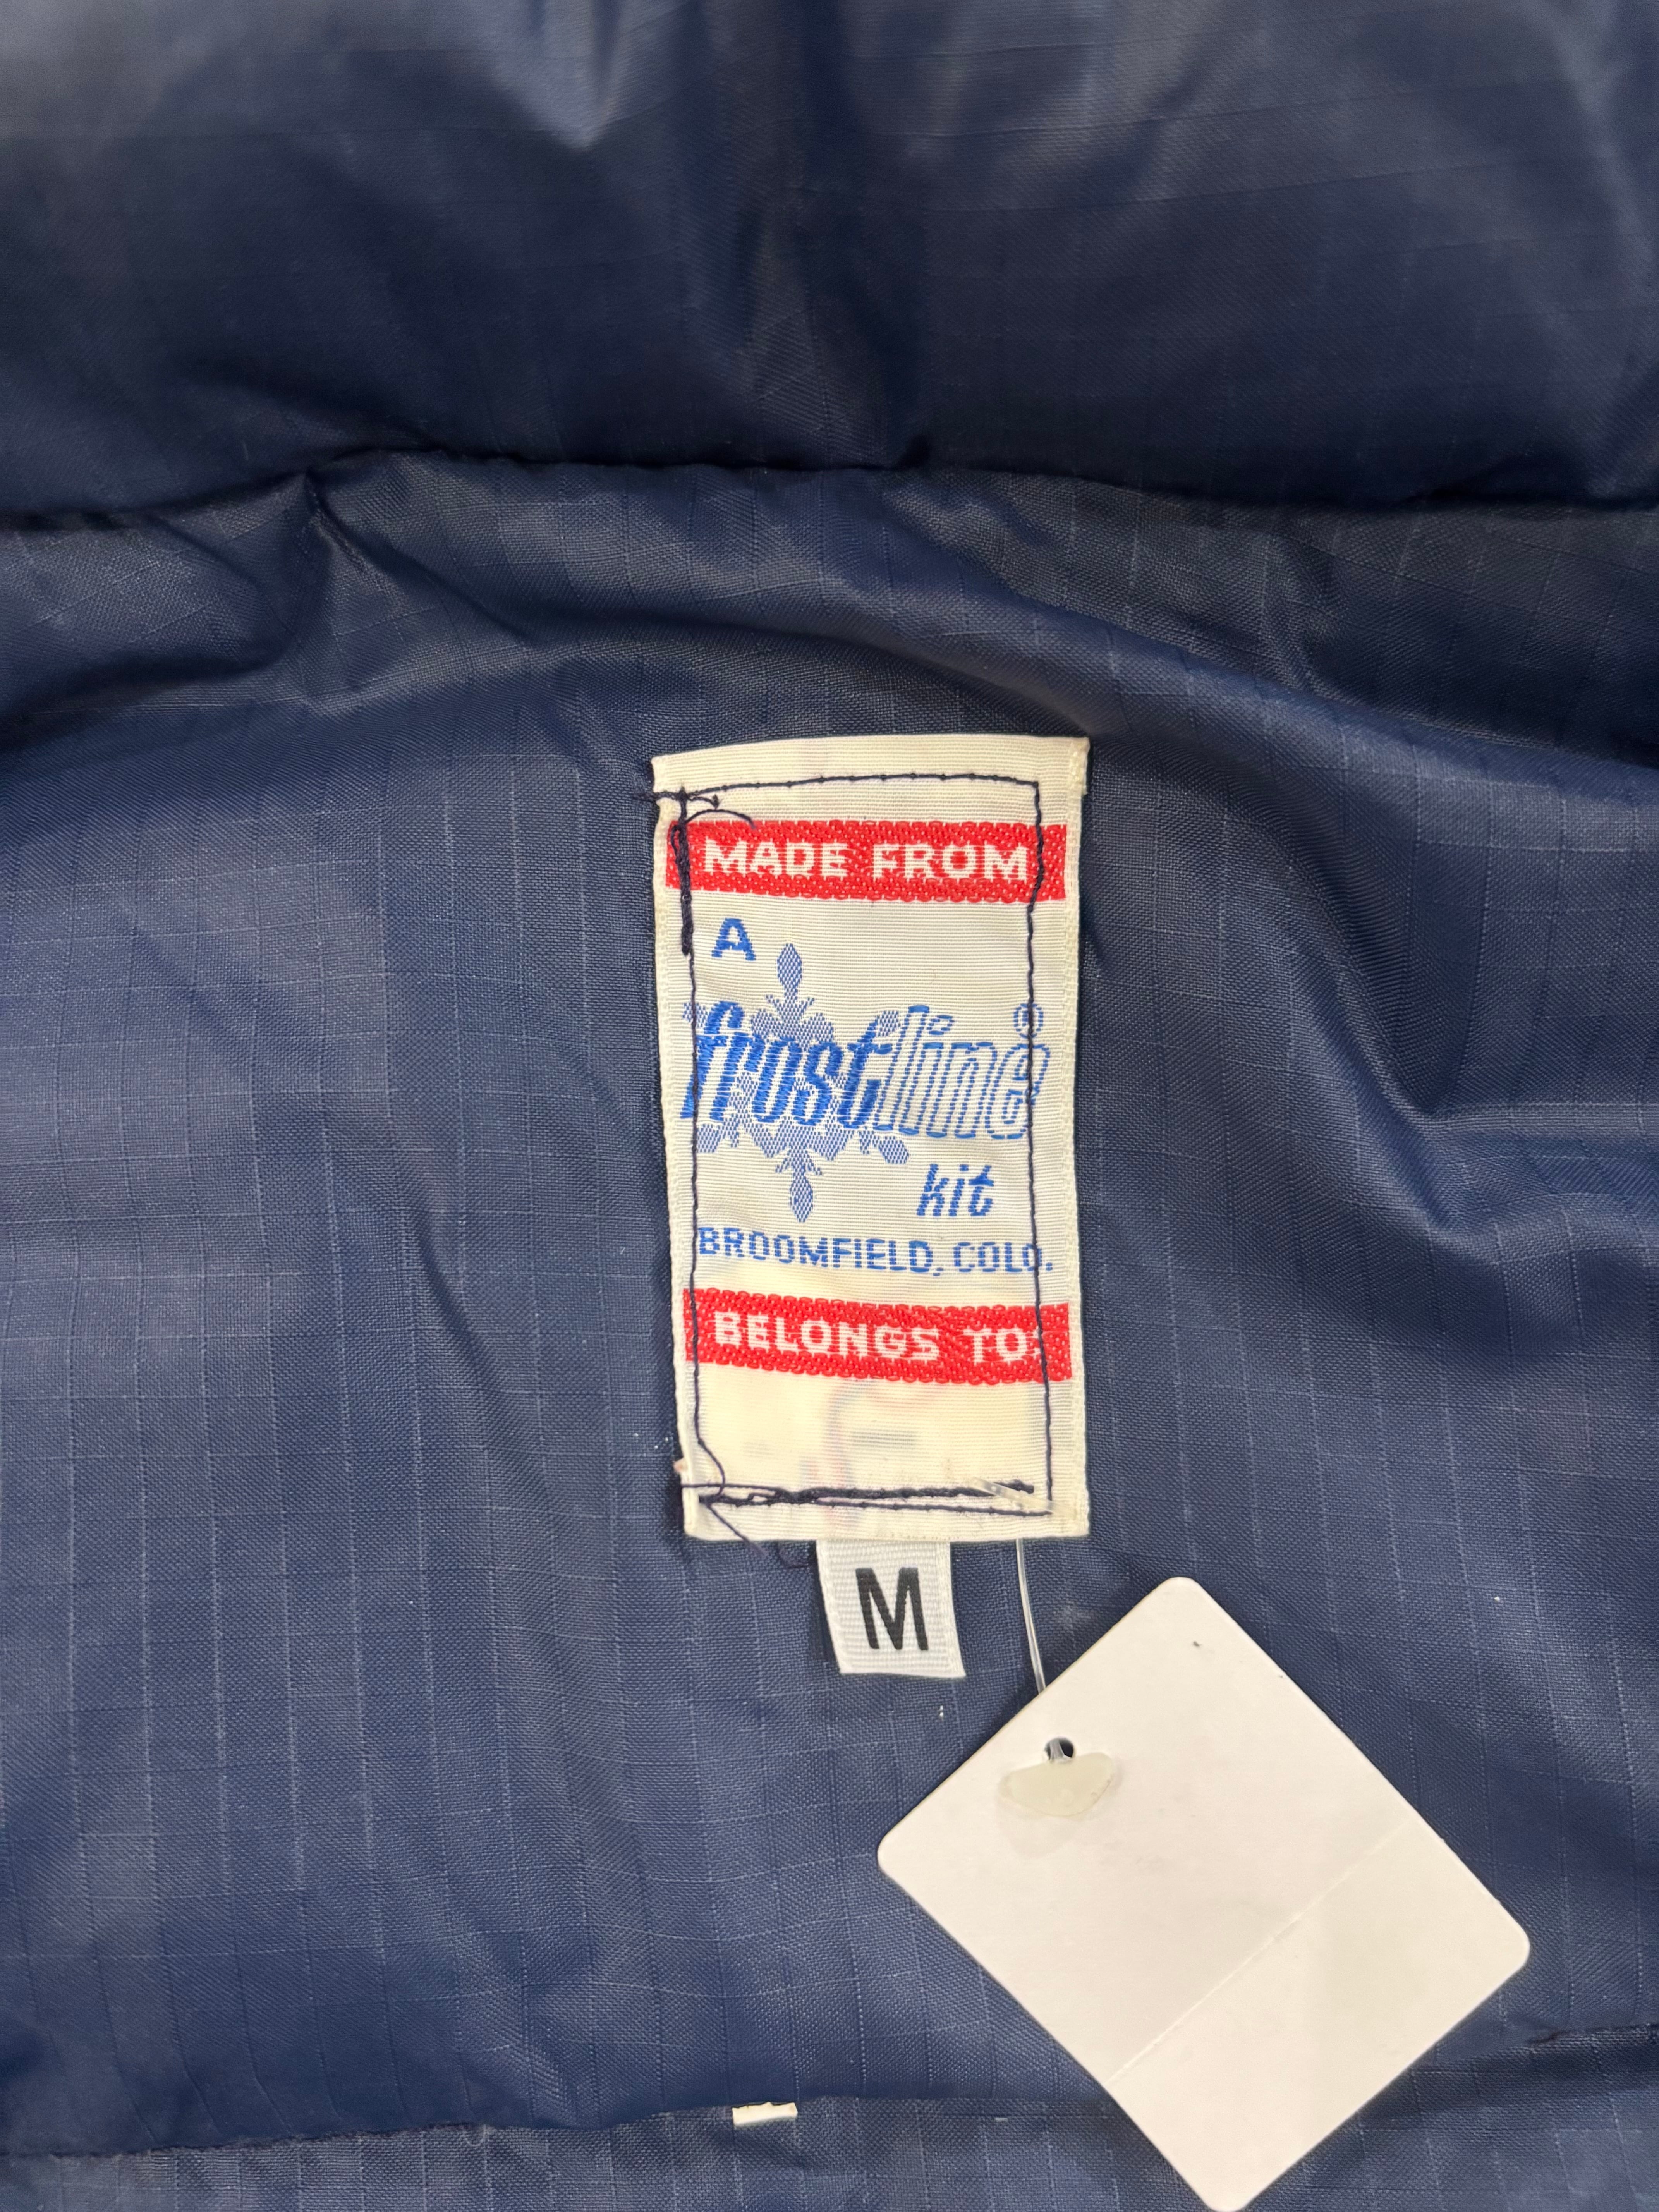 MADE FROM
A
frostline®
kit
BROOMFIELD, COLO.
BELONGS TO:
M